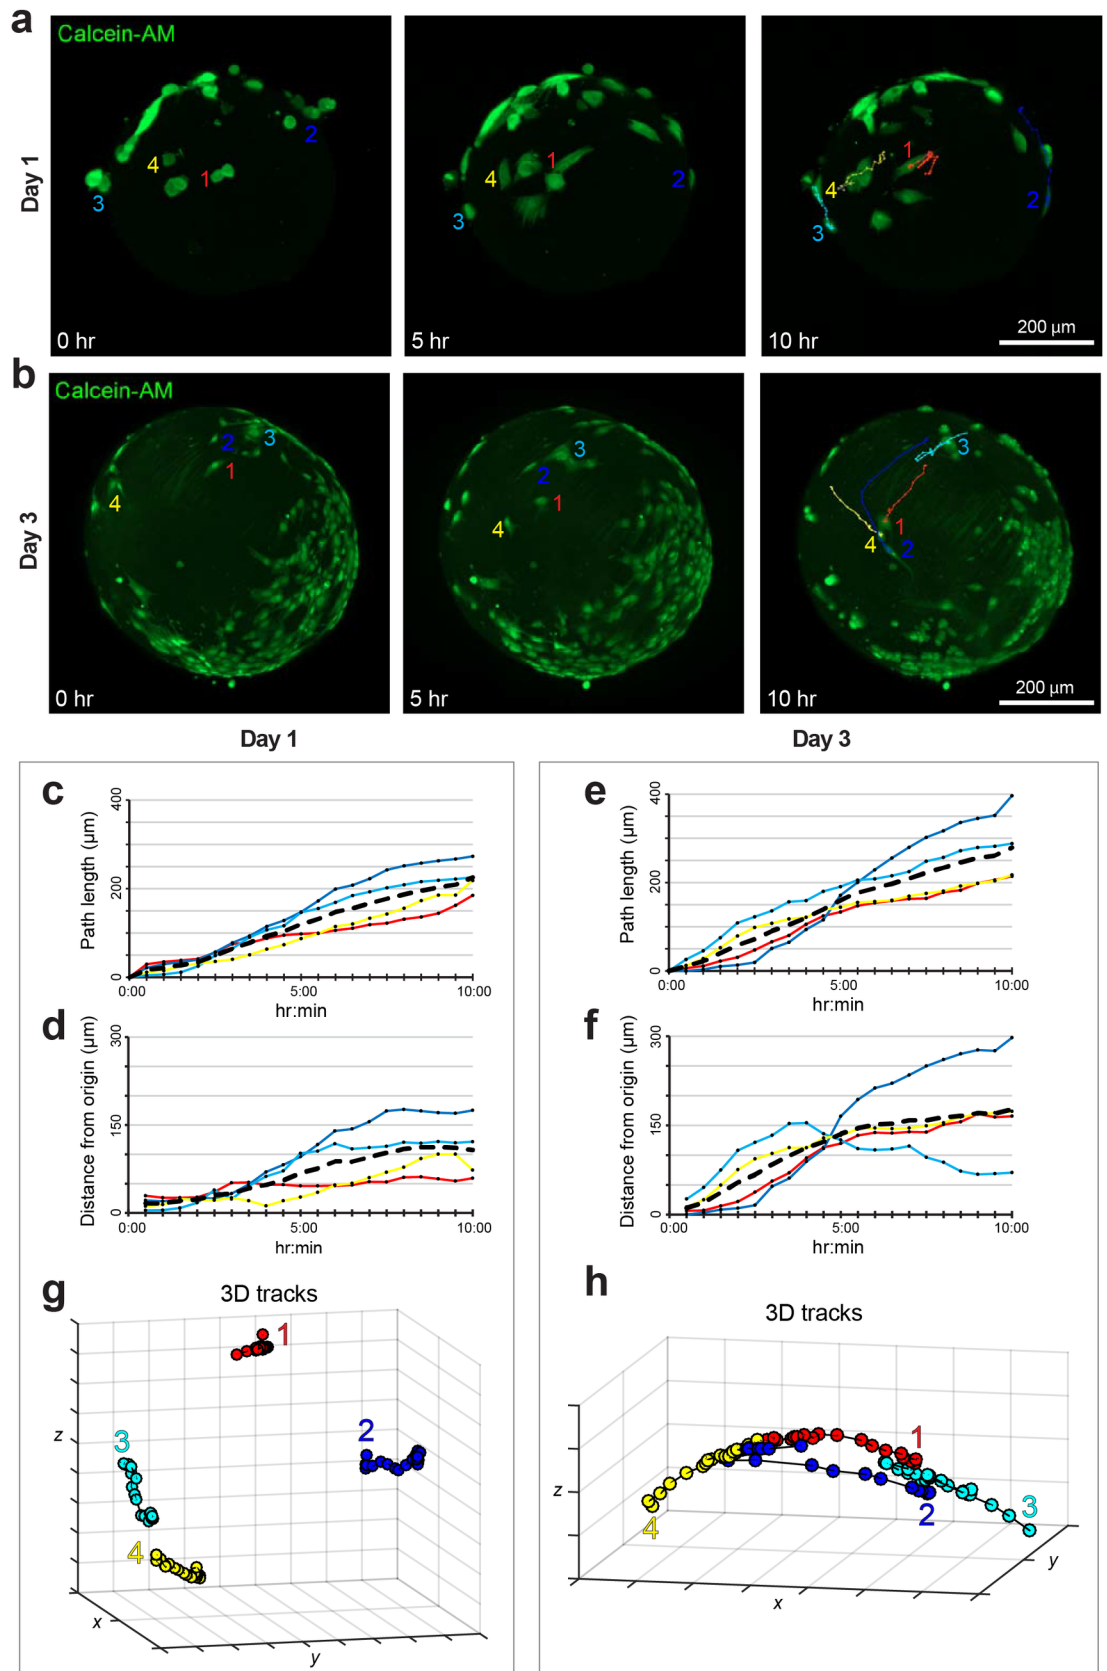 a
Calcein-AM
Day 1
1
2
3
4
0 hr
1
2
3
4
5 hr
1
2
3
4
10 hr
200 µm
b
Calcein-AM
Day 3
1
2
3
4
0 hr
1
2
3
4
5 hr
1
2
3
4
10 hr
200 µm
Day 1
Day 3
c
Path length (µm)
400
200
0
0:00
5:00
10:00
hr:min
d
Distance from origin (µm)
300
150
0
0:00
5:00
10:00
hr:min
e
Path length (µm)
400
200
0
0:00
5:00
10:00
hr:min
f
Distance from origin (µm)
300
150
0
0:00
5:00
10:00
hr:min
g
3D tracks
1
2
3
4
z
x
y
h
3D tracks
1
2
3
4
z
x
y